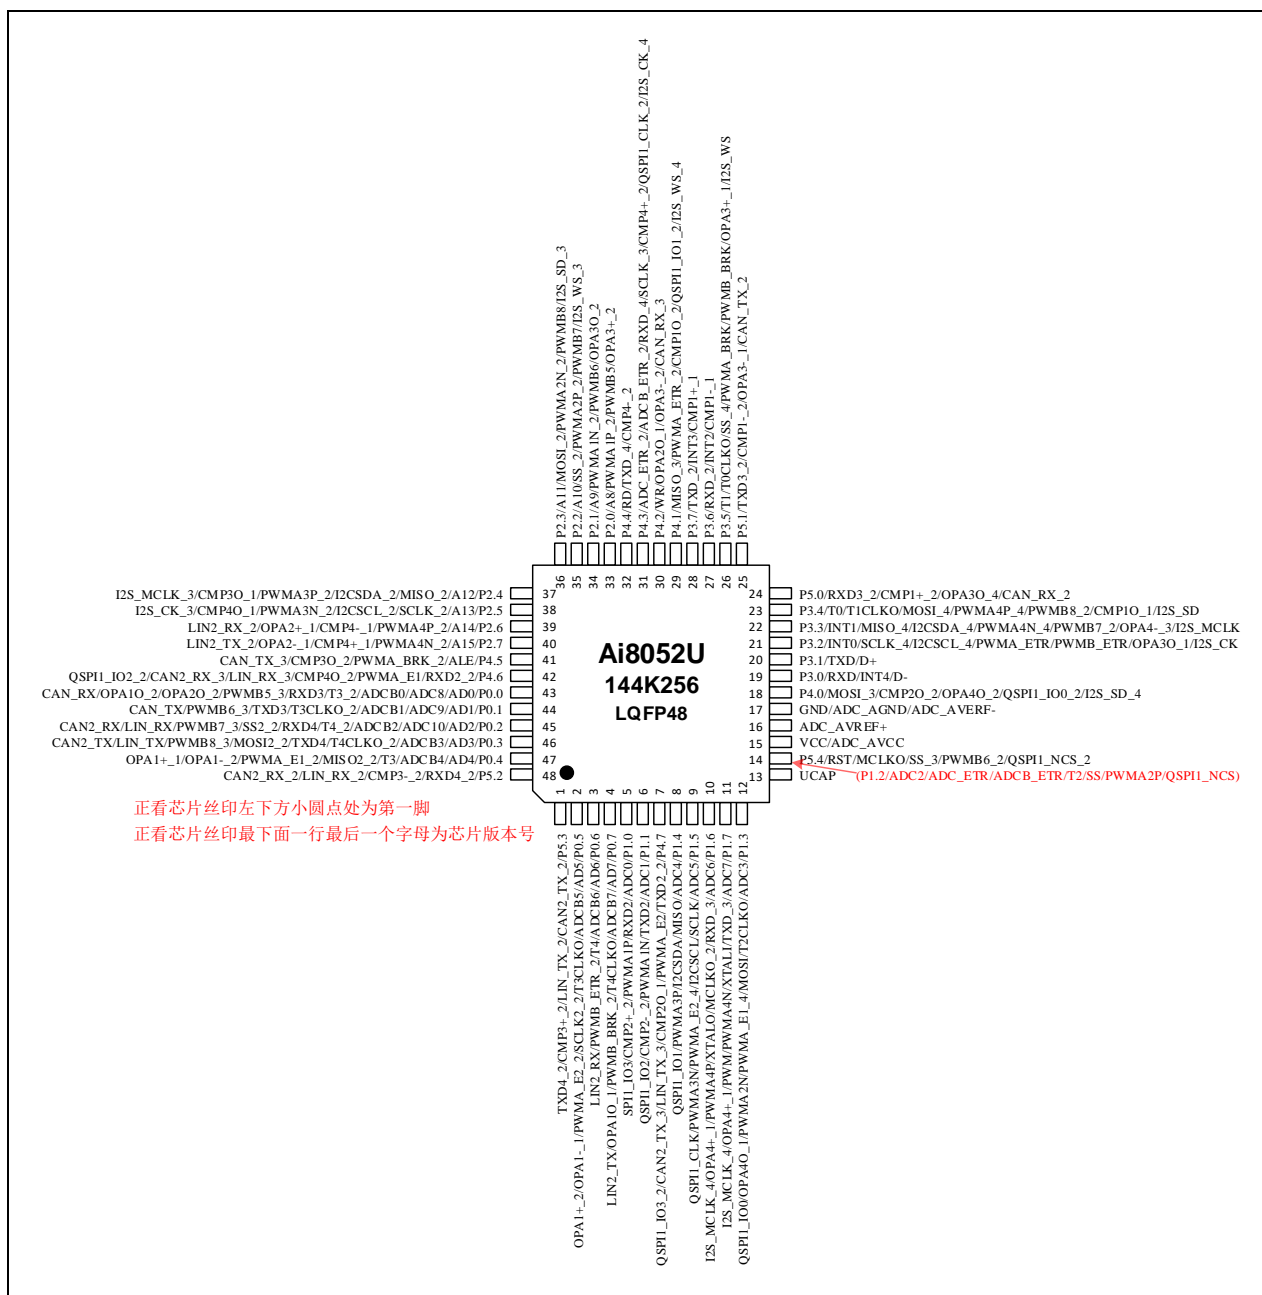 P2.3/A11/MOSI_2/PWMA2N_2/PWMB8/I2S_SD_3
P2.2/A10/SS_2/PWMA2P_2/PWMB7/I2S_WS_3
P2.1/A9/PWMA1N_2/PWMB6/OPA3O_2
P2.0/A8/PWMA1P_2/PWMB5/OPA3+_2
P4.4/RD/TXD_4/CMP4-_2
P4.3/ADC_ETR_2/ADCB_ETR_2/RXD_4/SCLK_3/CMP4+_2/QSPI1_CLK_2/I2S_CK_4
P4.2/WR/OPA2O_1/OPA3-_2/CAN_RX_3
P4.1/MISO_3/PWMA_ETR_2/CMP1O_2/QSPI1_IO1_2/I2S_WS_4
P3.7/TXD_2/INT3/CMP1+_1
P3.6/RXD_2/INT2/CMP1-_1
P3.5/T1/T0CLKO/SS_4/PWMA_BRK/PWMB_BRK/OPA3+_1/I2S_WS
P5.1/TXD3_2/CMP1-_2/OPA3-_1/CAN_TX_2
36 35 34 33 32 31 30 29 28 27 26 25
I2S_MCLK_3/CMP3O_1/PWMA3P_2/I2CSDA_2/MISO_2/A12/P2.4 37
I2S_CK_3/CMP4O_1/PWMA3N_2/I2CSCL_2/SCLK_2/A13/P2.5 38
LIN2_RX_2/OPA2+_1/CMP4-_1/PWMA4P_2/A14/P2.6 39
LIN2_TX_2/OPA2-_1/CMP4+_1/PWMA4N_2/A15/P2.7 40
CAN_TX_3/CMP3O_2/PWMA_BRK_2/ALE/P4.5 41
QSPI1_IO2_2/CAN2_RX_3/LIN_RX_3/CMP4O_2/PWMA_E1/RXD2_2/P4.6 42
CAN_RX/OPA1O_2/OPA2O_2/PWMB5_3/RXD3/T3_2/ADCB0/ADC8/AD0/P0.0 43
CAN_TX/PWMB6_3/TXD3/T3CLKO_2/ADCB1/ADC9/AD1/P0.1 44
CAN2_RX/LIN_RX/PWMB7_3/SS2_2/RXD4/T4_2/ADCB2/ADC10/AD2/P0.2 45
CAN2_TX/LIN_TX/PWMB8_3/MOSI2_2/TXD4/T4CLKO_2/ADCB3/AD3/P0.3 46
OPA1+_1/OPA1-_2/PWMA_E1_2/MISO2_2/T3/ADCB4/AD4/P0.4 47
CAN2_RX_2/LIN_RX_2/CMP3-_2/RXD4_2/P5.2 48
Ai8052U
144K256
LQFP48
24 P5.0/RXD3_2/CMP1+_2/OPA3O_4/CAN_RX_2
23 P3.4/T0/T1CLKO/MOSI_4/PWMA4P_4/PWMB8_2/CMP1O_1/I2S_SD
22 P3.3/INT1/MISO_4/I2CSDA_4/PWMA4N_4/PWMB7_2/OPA4-_3/I2S_MCLK
21 P3.2/INT0/SCLK_4/I2CSCL_4/PWMA_ETR/PWMB_ETR/OPA3O_1/I2S_CK
20 P3.1/TXD/D+
19 P3.0/RXD/INT4/D-
18 P4.0/MOSI_3/CMP2O_2/OPA4O_2/QSPI1_IO0_2/I2S_SD_4
17 GND/ADC_AGND/ADC_AVERF-
16 ADC_AVREF+
15 VCC/ADC_AVCC
14 P5.4/RST/MCLKO/SS_3/PWMB6_2/QSPI1_NCS_2
13 UCAP (P1.2/ADC2/ADC_ETR/ADCB_ETR/T2/SS/PWMA2P/QSPI1_NCS)
正看芯片丝印左下方小圆点处为第一脚
正看芯片丝印最下面一行最后一个字母为芯片版本号
1 2 3 4 5 6 7 8 9 10 11 12
TXD4_2/CMP3+_2/LIN_TX_2/CAN2_TX_2/P5.3
OPA1+_2/OPA1-_1/PWMA_E2_2/SCLK2_2/T3CLKO/ADCB5/AD5/P0.5
LIN2_RX/PWMB_ETR_2/T4/ADCB6/AD6/P0.6
LIN2_TX/OPA1O_1/PWMB_BRK_2/T4CLKO/ADCB7/AD7/P0.7
SPI1_IO3/CMP2+_2/PWMA1P/RXD2/ADC0/P1.0
QSPI1_IO2/CMP2-_2/PWMA1N/TXD2/ADC1/P1.1
QSPI1_IO3_2/CAN2_TX_3/LIN_TX_3/CMP2O_1/PWMA_E2/TXD2_2/P4.7
QSPI1_IO1/PWMA3P/I2CSDA/MISO/ADC4/P1.4
QSPI1_CLK/PWMA3N/PWMA_E2_4/I2CSCL/SCLK/ADC5/P1.5
I2S_MCLK_4/OPA4+_1/PWMA4P/XTALO/MCLKO_2/RXD_3/ADC6/P1.6
I2S_MCLK_4/OPA4+_1/PWM/PWMA4N/XTALI/TXD_3/ADC7/P1.7
QSPI1_IO0/OPA4O_1/PWMA2N/PWMA_E1_4/MOSI/T2CLKO/ADC3/P1.3